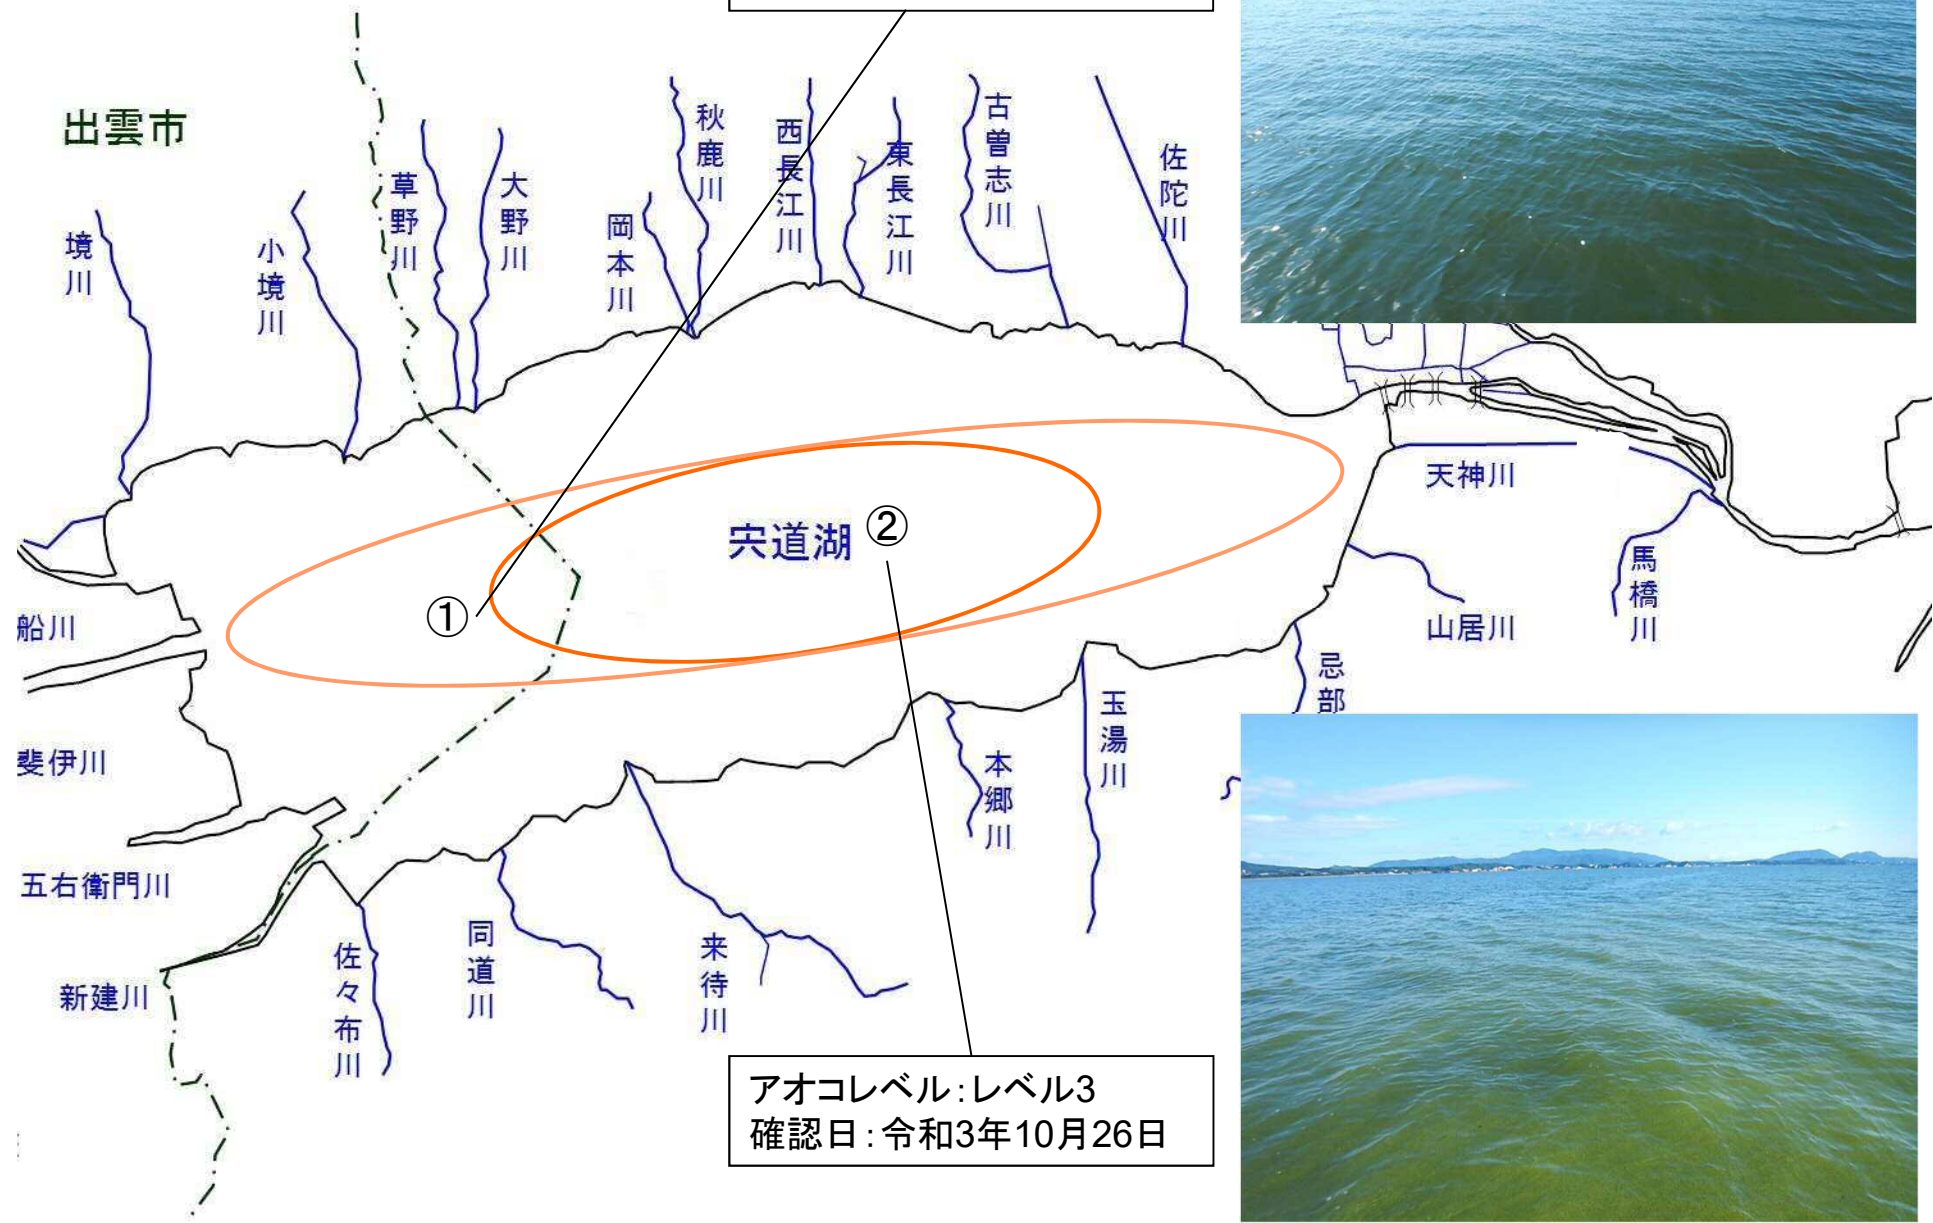 出雲市
境川
小境川
草野川
大野川
岡本川
秋鹿川
西長江川
東長江川
古曽志川
佐陀川
宍道湖
①
②
天神川
山居川
馬橋川
忌部
玉湯川
本郷川
来待川
同道川
佐々布川
船川
斐伊川
五右衛門川
新建川
アオコレベル：レベル3
確認日：令和3年10月26日